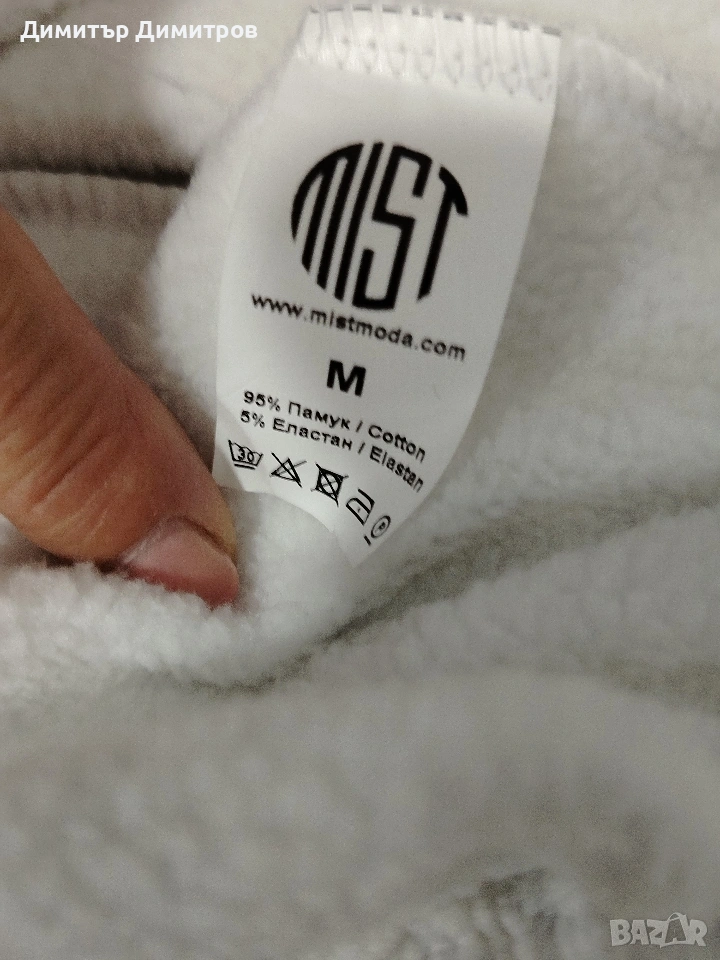 Димитър Димитров
MIST
www.mistmoda.com
M
95% Памук / Cotton
5% Еластан / Elastan
30
P
BAZAR